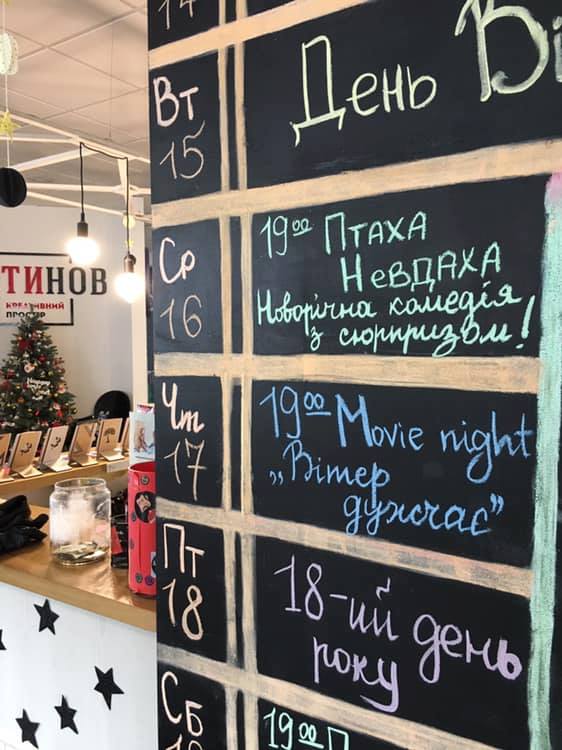 14
Вт
15
День Ві
Ср
16
19⁰⁰ Птаха
Невдаха
Новорічна комедія
з сюрпризом!
Чт
17
19⁰⁰ Movie night
„Вітер
дужчає"
Пт
18
18-ий день
року
Сб
19⁰⁰ П
ТИНОВ
КРЕАТИВНИЙ
ПРОСТІР